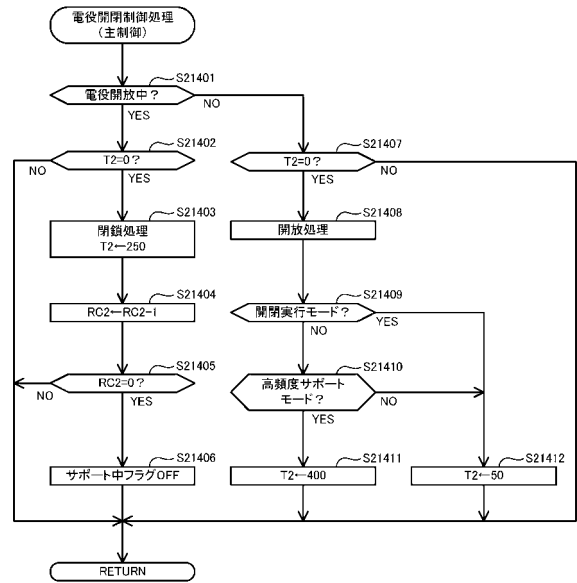 電役開閉制御処理
(主制御)
S21401
電役開放中？
NO
YES
S21402
T2=0？
NO
YES
S21407
T2=0？
NO
YES
S21403
閉鎖処理
T2←250
S21408
開放処理
S21404
RC2←RC2-1
S21409
開閉実行モード？
YES
NO
S21405
RC2=0？
NO
YES
S21410
高頻度サポート
モード？
NO
YES
S21406
サポート中フラグOFF
S21411
T2←400
S21412
T2←50
RETURN